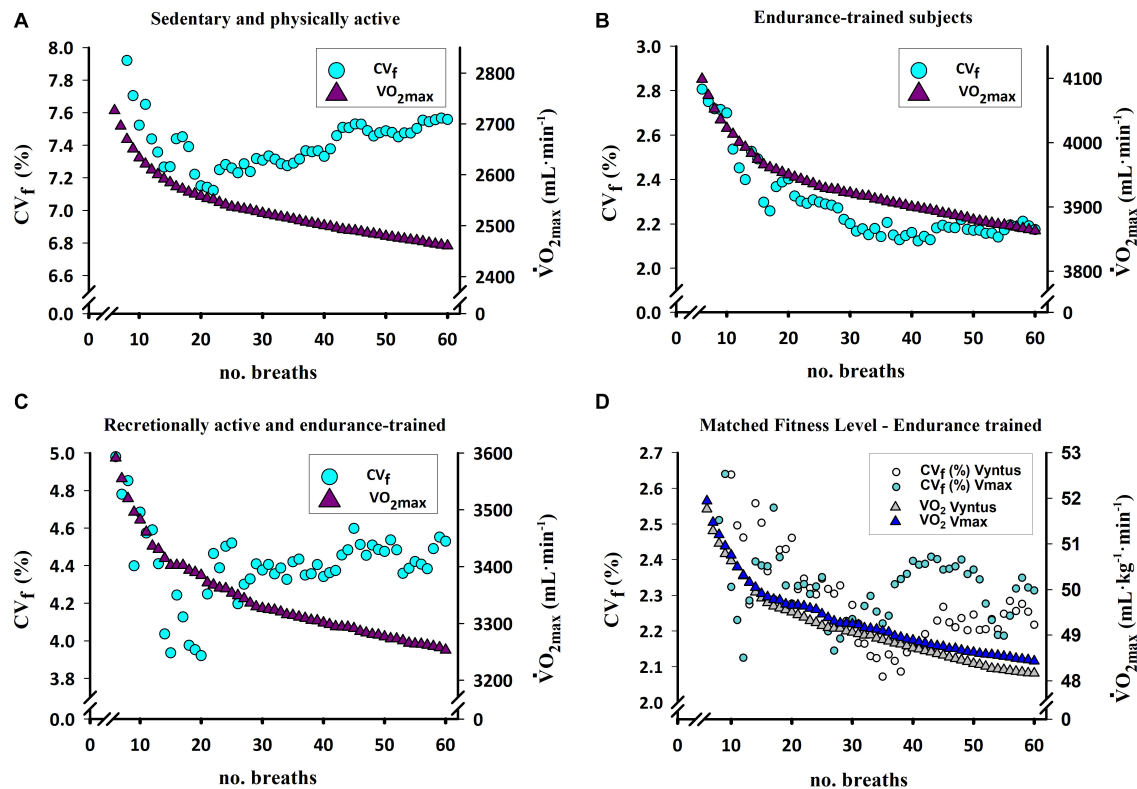 A
Sedentary and physically active
CVf (%)
8.0
7.8
7.6
7.4
7.2
7.0
6.8
6.6
0.0
CVf
VO2max
2800
2700
2600
2500
2400
0
V̇O2max (mL·min-1)
0 10 20 30 40 50 60
no. breaths
B
Endurance-trained subjects
CVf (%)
3.0
2.8
2.6
2.4
2.2
2.0
0.0
CVf
VO2max
4100
4000
3900
3800
0
V̇O2max (mL·min-1)
0 10 20 30 40 50 60
no. breaths
C
Recretionally active and endurance-trained
CVf (%)
5.0
4.8
4.6
4.4
4.2
4.0
3.8
0.0
CVf
VO2max
3600
3500
3400
3300
3200
0
V̇O2max (mL·min-1)
0 10 20 30 40 50 60
no. breaths
D
Matched Fitness Level - Endurance trained
CVf (%)
2.7
2.6
2.5
2.4
2.3
2.2
2.1
2.0
0.0
CVf (%) Vyntus
CVf (%) Vmax
VO2 Vyntus
VO2 Vmax
53
52
51
50
49
48
0
V̇O2max (mL·kg-1·min-1)
0 10 20 30 40 50 60
no. breaths